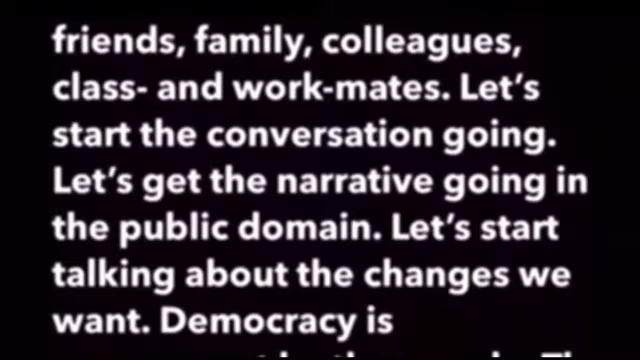 friends, family, colleagues,
class- and work-mates. Let’s
start the conversation going.
Let’s get the narrative going in
the public domain. Let’s start
talking about the changes we
want. Democracy is